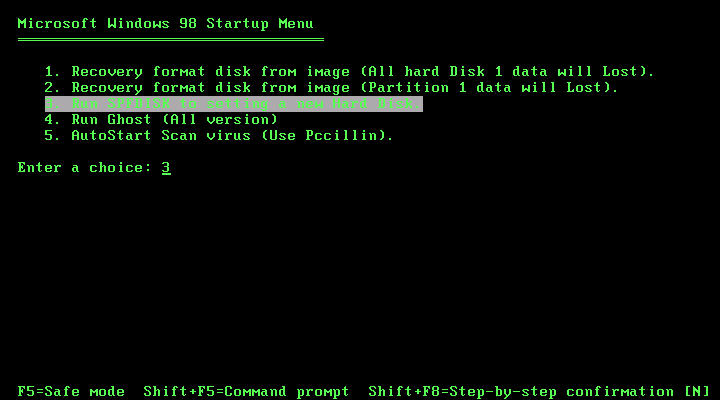 Microsoft Windows 98 Startup Menu
1. Recovery format disk from image (All hard Disk 1 data will Lost).
2. Recovery format disk from image (Partition 1 data will Lost).
3. Run to setting a new Hard Disk.
4. Run Ghost (All version)
5. AutoStart Scan virus (Use Pccillin).
Enter a choice: 3
F5=Safe mode Shift+F5=Command prompt Shift+F8=Step-by-step confirmation [N]